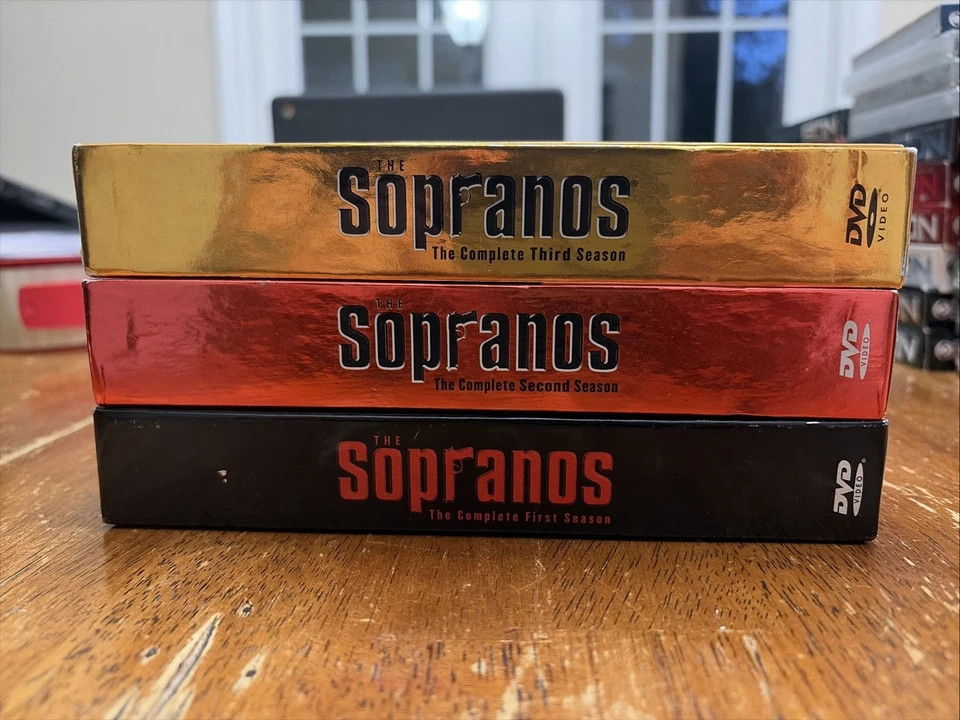 THE
Sopranos
The Complete Third Season
DVD
VIDEO
THE
Sopranos
The Complete Second Season
DVD
VIDEO
THE
Sopranos
The Complete First Season
DVD
VIDEO